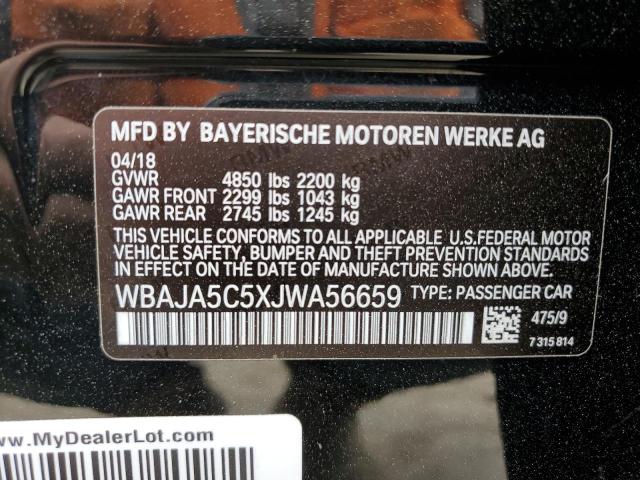 MFD BY BAYERISCHE MOTOREN WERKE AG
04/18
GVWR 4850 lbs 2200 kg
GAWR FRONT 2299 lbs 1043 kg
GAWR REAR 2745 lbs 1245 kg
THIS VEHICLE CONFORMS TO ALL APPLICABLE U.S.FEDERAL MOTOR
VEHICLE SAFETY, BUMPER AND THEFT PREVENTION STANDARDS
IN EFFECT ON THE DATE OF MANUFACTURE SHOWN ABOVE.
WBAJA5C5XJWA56659 TYPE: PASSENGER CAR
475/9
7 315 814
www.MyDealerLot.com